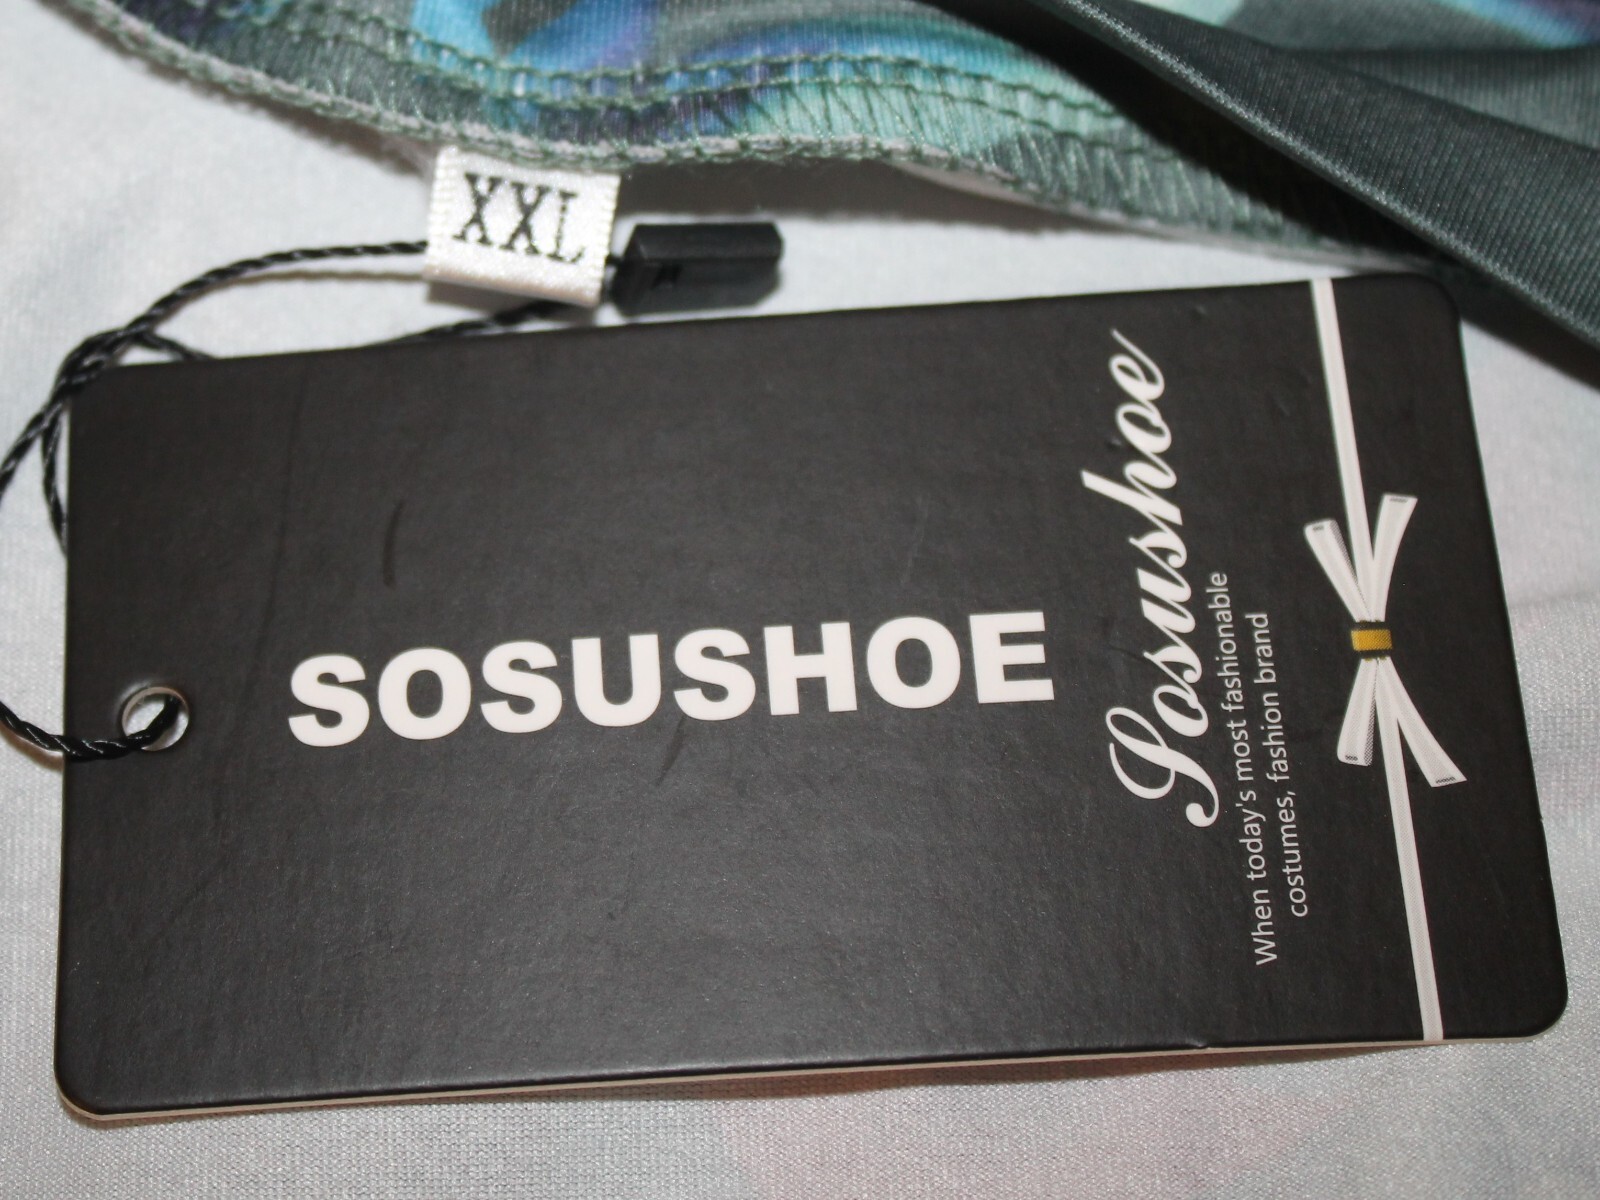 XXL
SOSUSHOE
Sosushoe
When today's most fashionable
costumes, fashion brand